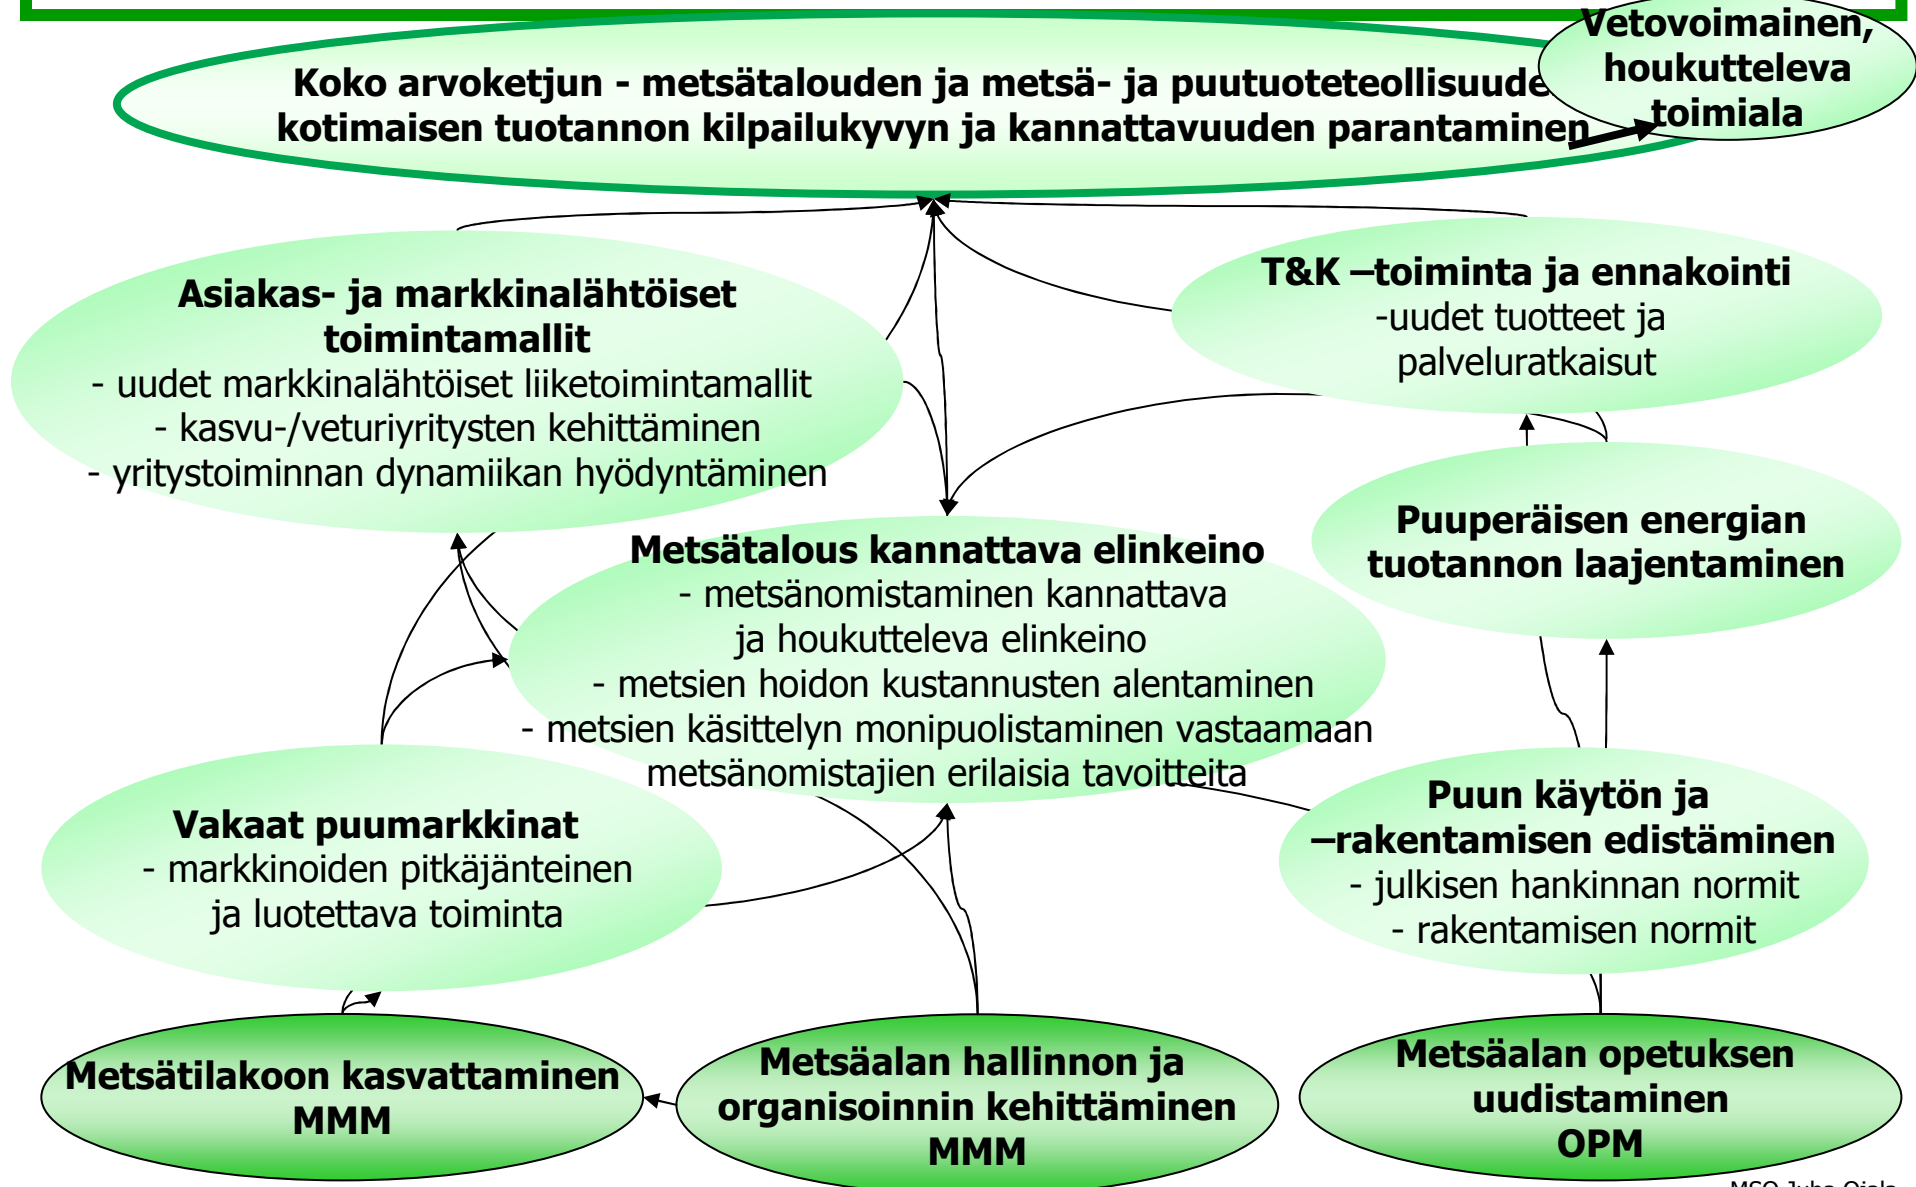 Vetovoimainen,
houkutteleva
toimiala
Koko arvoketjun - metsätalouden ja metsä- ja puutuoteteollisuude
kotimaisen tuotannon kilpailukyvyn ja kannattavuuden parantaminen
Asiakas- ja markkinalähtöiset
toimintamallit
- uudet markkinalähtöiset liiketoimintamallit
- kasvu-/veturiyritysten kehittäminen
- yritystoiminnan dynamiikan hyödyntäminen
T&K –toiminta ja ennakointi
-uudet tuotteet ja
palveluratkaisut
Puuperäisen energian
tuotannon laajentaminen
Metsätalous kannattava elinkeino
- metsänomistaminen kannattava
ja houkutteleva elinkeino
- metsien hoidon kustannusten alentaminen
- metsien käsittelyn monipuolistaminen vastaamaan
metsänomistajien erilaisia tavoitteita
Vakaat puumarkkinat
- markkinoiden pitkäjänteinen
ja luotettava toiminta
Puun käytön ja
–rakentamisen edistäminen
- julkisen hankinnan normit
- rakentamisen normit
Metsätilakoon kasvattaminen
MMM
Metsäalan hallinnon ja
organisoinnin kehittäminen
MMM
Metsäalan opetuksen
uudistaminen
OPM
MSO Juha Ojala